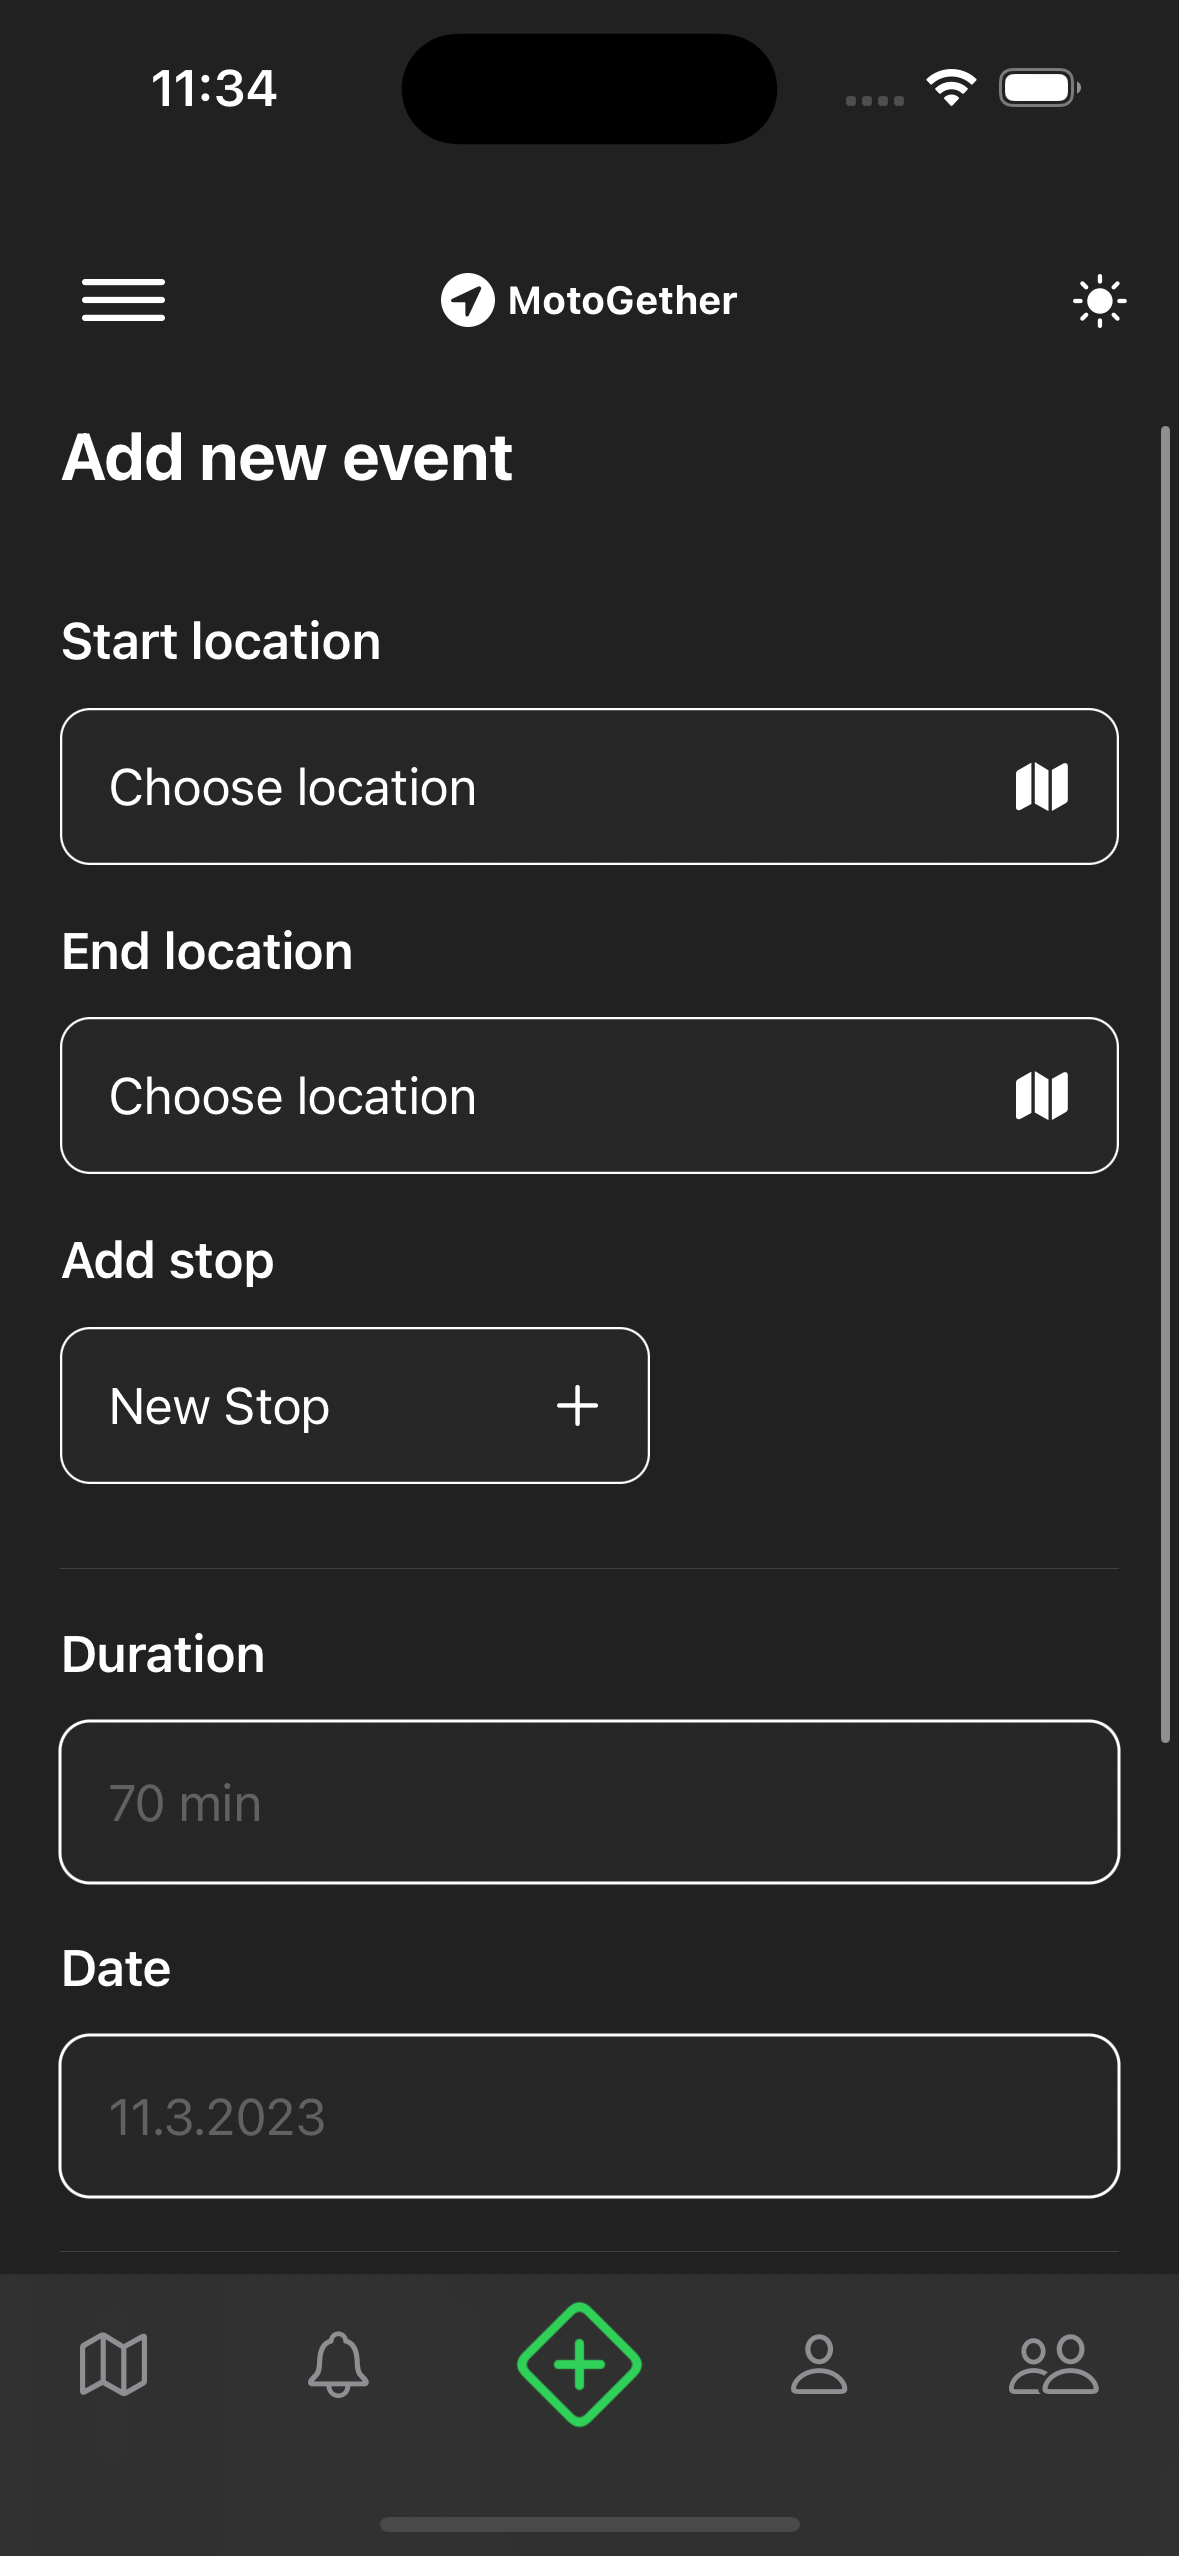 11:34
MotoGether
Add new event
Start location
Choose location
End location
Choose location
Add stop
New Stop
Duration
70 min
Date
11.3.2023